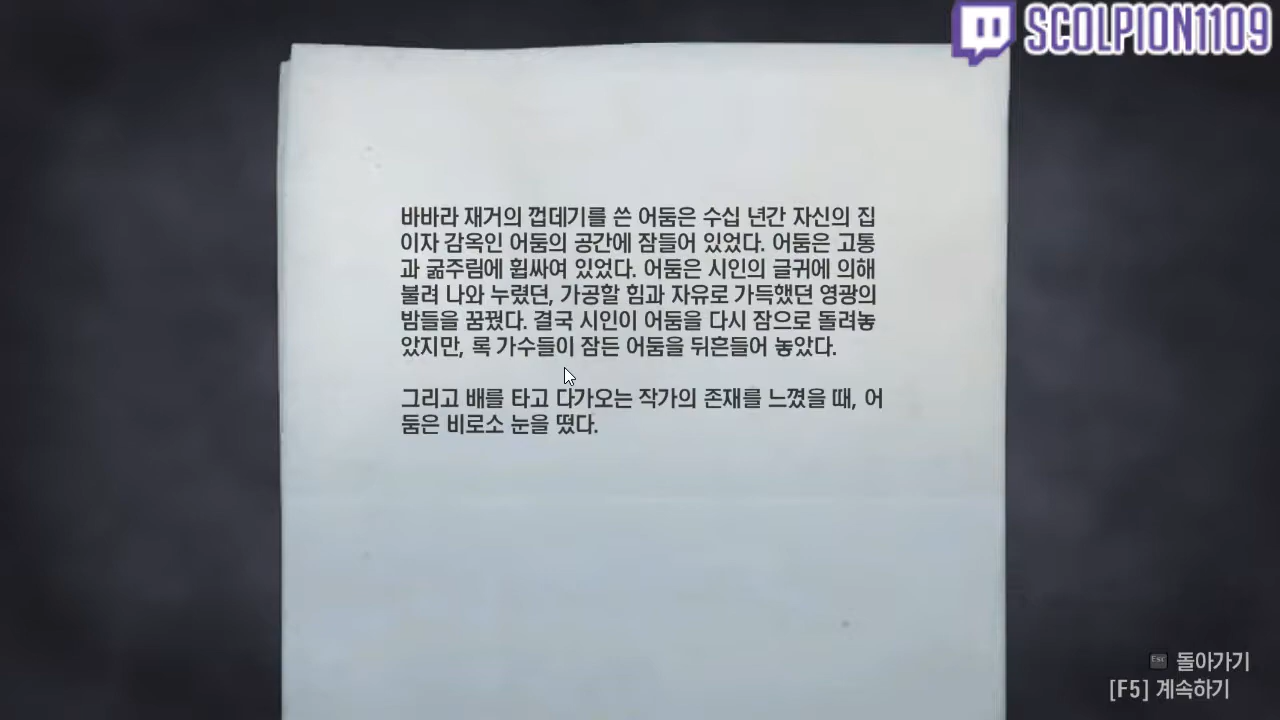 SCOLPION1109
바바라 재거의 껍데기를 쓴 어둠은 수십 년간 자신의 집
이자 감옥인 어둠의 공간에 잠들어 있었다. 어둠은 고통
과 굶주림에 휩싸여 있었다. 어둠은 시인의 글귀에 의해
불려 나와 누렸던, 가공할 힘과 자유로 가득했던 영광의
밤들을 꿈꿨다. 결국 시인이 어둠을 다시 잠으로 돌려놓
았지만, 록 가수들이 잠든 어둠을 뒤흔들어 놓았다.
그리고 배를 타고 다가오는 작가의 존재를 느꼈을 때, 어
둠은 비로소 눈을 떴다.
Esc 돌아가기
[F5] 계속하기